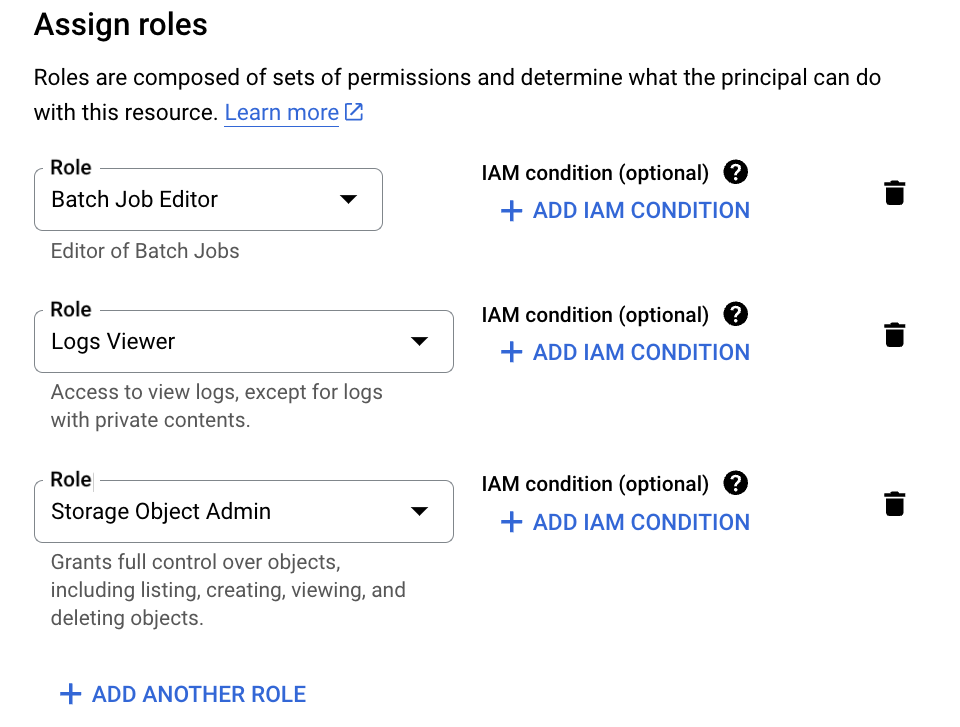 Assign roles
Roles are composed of sets of permissions and determine what the principal can do
with this resource. Learn more
Role
Batch Job Editor
Editor of Batch Jobs
IAM condition (optional) ?
+ ADD IAM CONDITION
Role
Logs Viewer
Access to view logs, except for logs
with private contents.
IAM condition (optional) ?
+ ADD IAM CONDITION
Role
Storage Object Admin
Grants full control over objects,
including listing, creating, viewing, and
deleting objects.
IAM condition (optional) ?
+ ADD IAM CONDITION
+ ADD ANOTHER ROLE